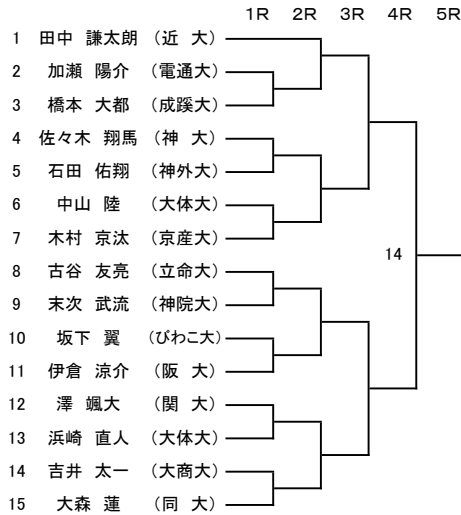 1R 2R 3R 4R 5R
1 田中 謙太朗 (近 大)
2 加瀬 陽介 (電通大)
3 橋本 大都 (成蹊大)
4 佐々木 翔馬 (神 大)
5 石田 佑翔 (神外大)
6 中山 陸 (大体大)
7 木村 京汰 (京産大)
14
8 古谷 友亮 (立命大)
9 末次 武流 (神院大)
10 坂下 翼 (びわこ大)
11 伊倉 涼介 (阪 大)
12 澤 颯大 (関 大)
13 浜崎 直人 (大体大)
14 吉井 太一 (大商大)
15 大森 蓮 (同 大)